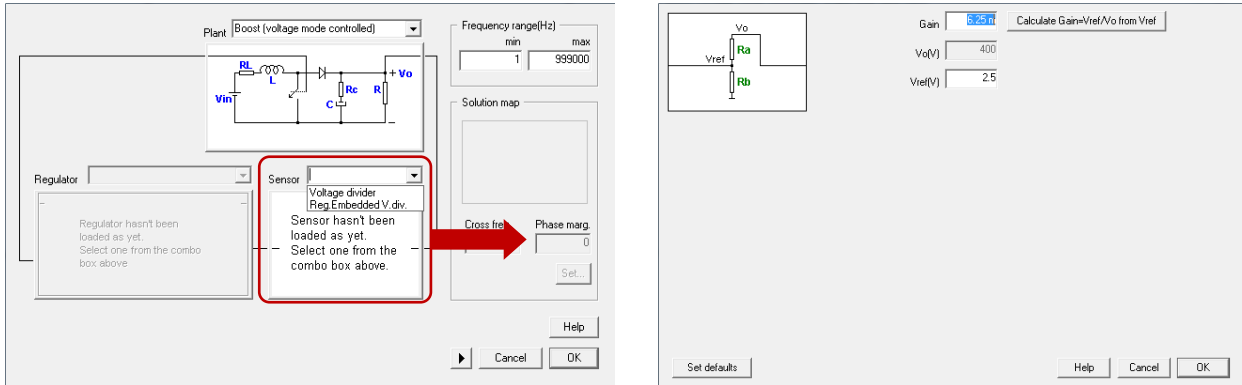 Plant Boost (voltage mode controlled)
RL
L
Vin
+ Vo
Rc
R
C
−
Frequency range(Hz)
min max
1 999000
Solution map
Regulator
Regulator hasn't been
loaded as yet.
Select one from the combo
box above
Sensor
Voltage divider
Reg.Embedded V.div.
Sensor hasn't been
loaded as yet.
Select one from the
combo box above.
Cross Phase marg.
0
Set...
Help
Cancel OK
Vo
Ra
Vref
Rb
Gain 6.25 m Calculate Gain=Vref/Vo from Vref
Vo(V) 400
Vref(V) 2.5
Set defaults Help Cancel OK